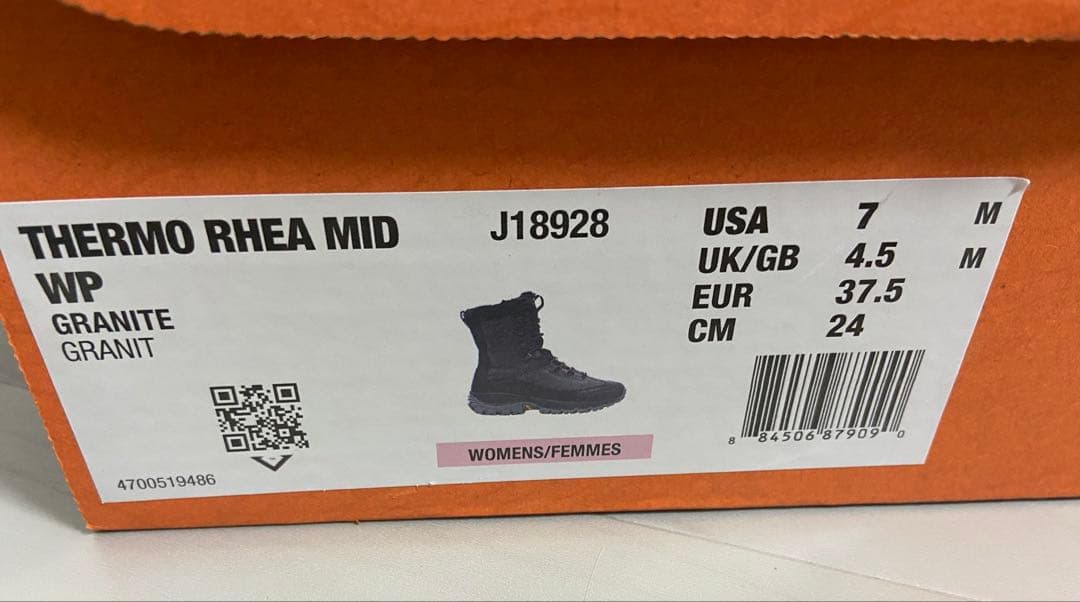 THERMO RHEA MID
WP
GRANITE
GRANIT
4700519486
J18928
WOMENS/FEMMES
USA 7 M
UK/GB 4.5 M
EUR 37.5
CM 24
8 84506 87909 0